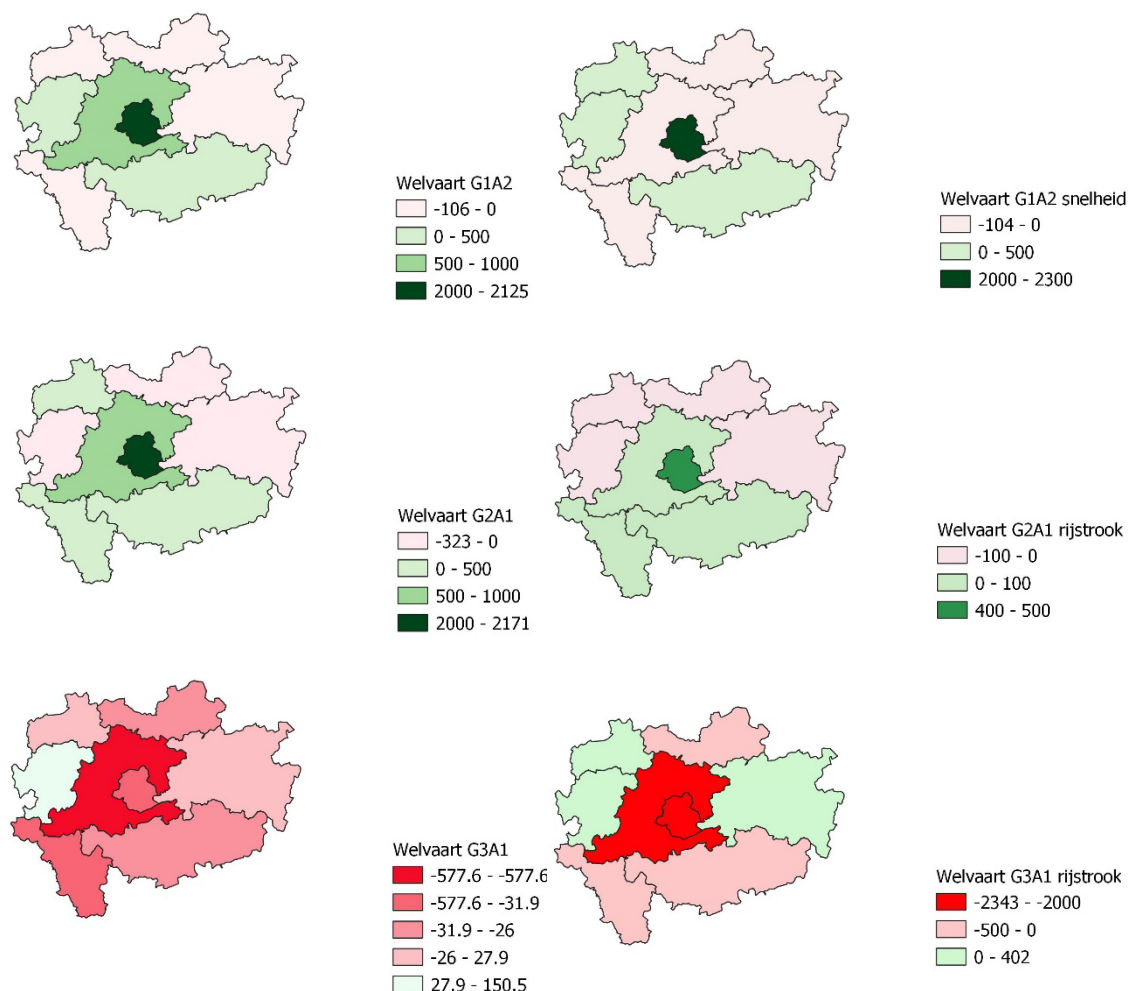 Welvaart G1A2
-106 - 0
0 - 500
500 - 1000
2000 - 2125
Welvaart G1A2 snelheid
-104 - 0
0 - 500
2000 - 2300
Welvaart G2A1
-323 - 0
0 - 500
500 - 1000
2000 - 2171
Welvaart G2A1 rijstrook
-100 - 0
0 - 100
400 - 500
Welvaart G3A1
-577.6 - -577.6
-577.6 - -31.9
-31.9 - -26
-26 - 27.9
27.9 - 150.5
Welvaart G3A1 rijstrook
-2343 - -2000
-500 - 0
0 - 402